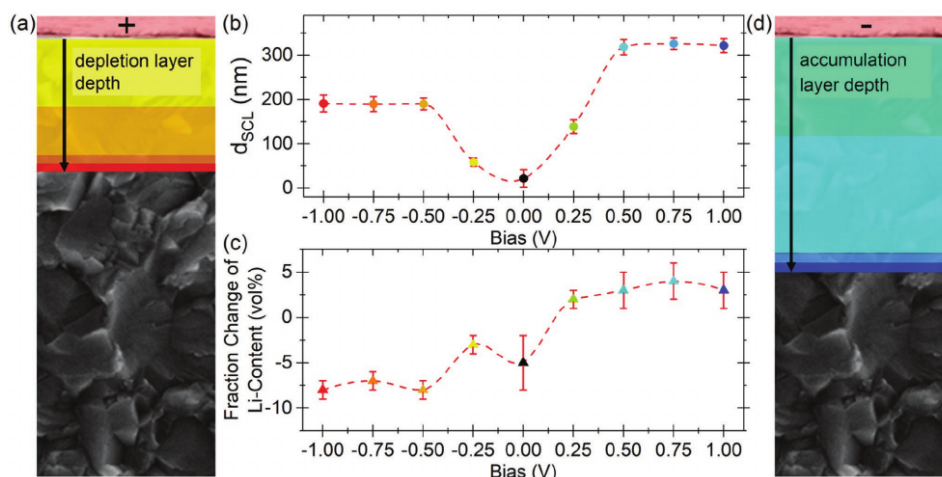 (a)
+
depletion layer
depth
(b)
d_SCL (nm)
300
200
100
0
-1.00 -0.75 -0.50 -0.25 0.00 0.25 0.50 0.75 1.00
Bias (V)
(c)
Fraction Change of
Li-Content (vol%)
5
0
-5
-10
-1.00 -0.75 -0.50 -0.25 0.00 0.25 0.50 0.75 1.00
Bias (V)
(d)
-
accumulation
layer depth